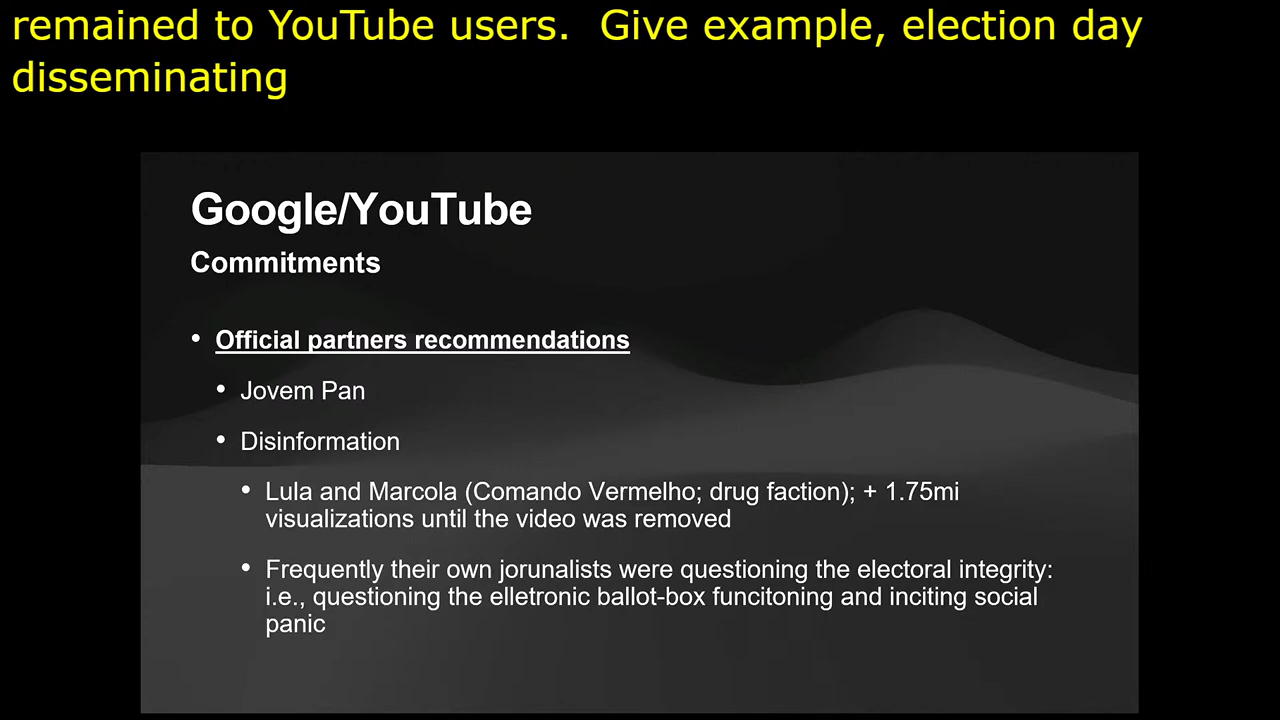 remained to YouTube users.  Give example, election day
disseminating
Google/YouTube
Commitments
• Official partners recommendations
• Jovem Pan
• Disinformation
• Lula and Marcola (Comando Vermelho; drug faction); + 1.75mi
visualizations until the video was removed
• Frequently their own jorunalists were questioning the electoral integrity:
i.e., questioning the elletronic ballot-box funcitoning and inciting social
panic